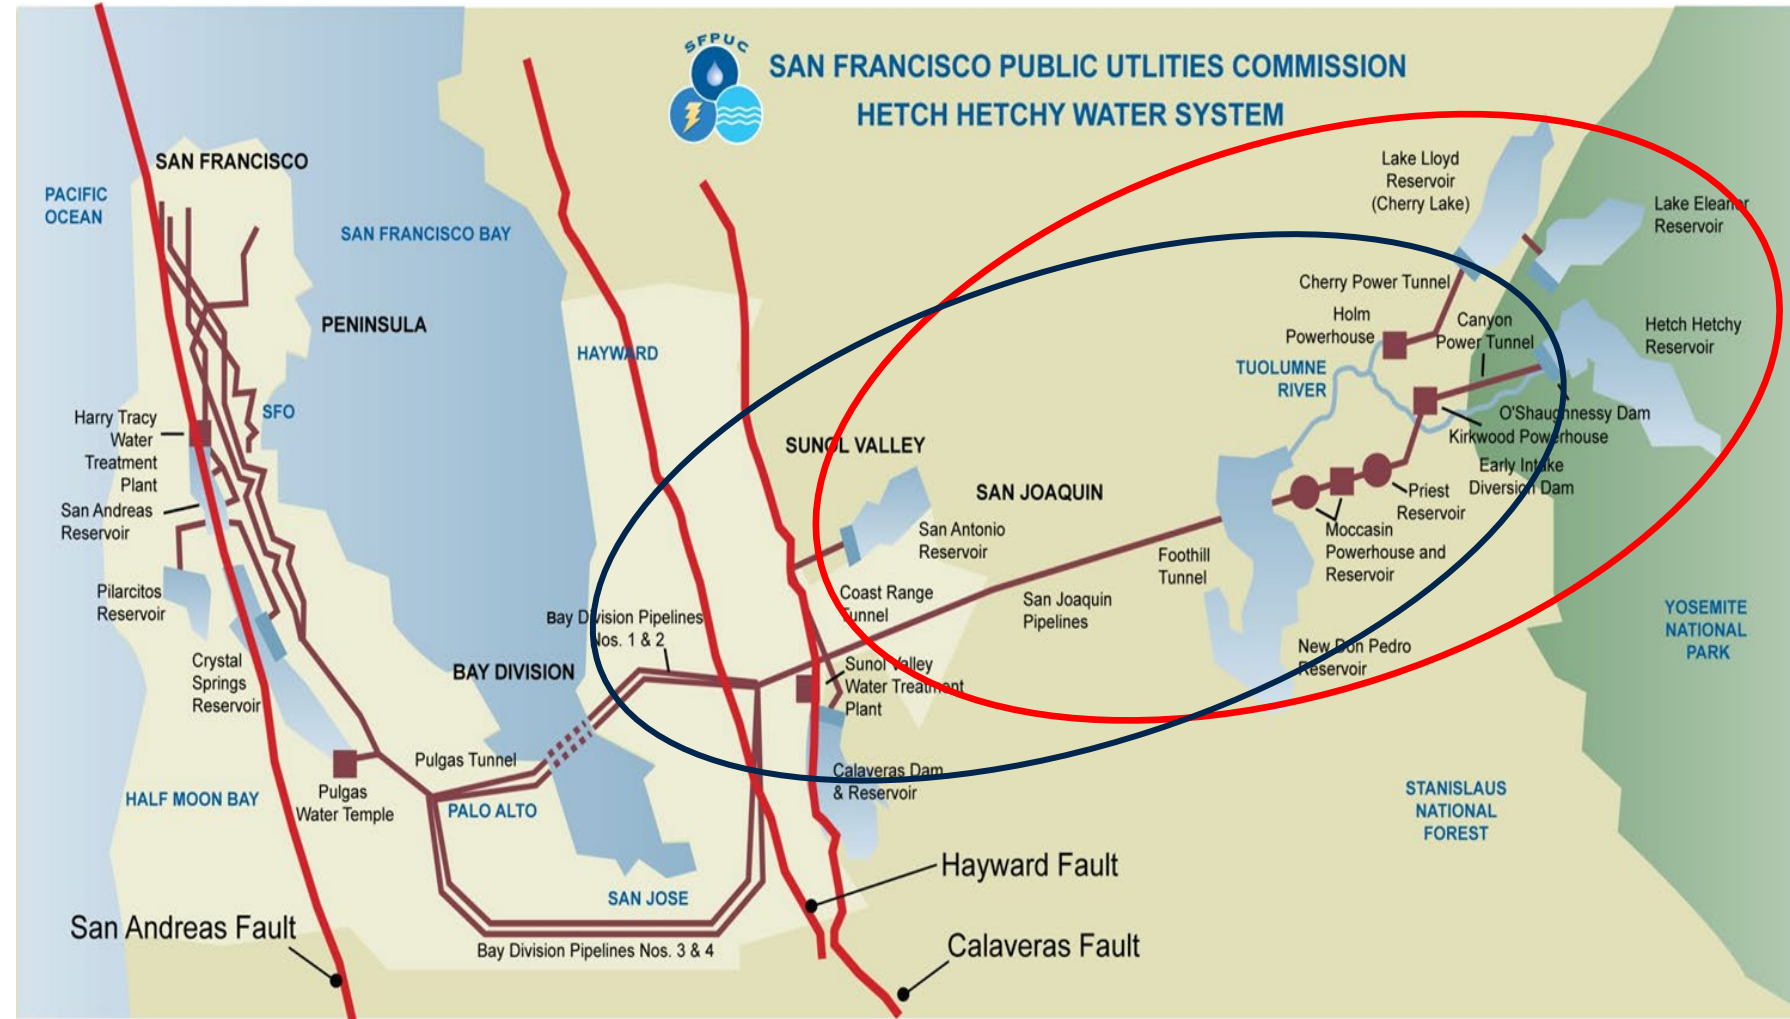 SFPUC
SAN FRANCISCO PUBLIC UTLITIES COMMISSION
HETCH HETCHY WATER SYSTEM
SAN FRANCISCO
PACIFIC
OCEAN
SAN FRANCISCO BAY
PENINSULA
HAYWARD
SFO
Harry Tracy
Water
Treatment
Plant
San Andreas
Reservoir
Pilarcitos
Reservoir
Crystal
Springs
Reservoir
HALF MOON BAY
Pulgas
Water Temple
Pulgas Tunnel
PALO ALTO
BAY DIVISION
Bay Division Pipelines
Nos. 1 & 2
SAN JOSE
Bay Division Pipelines Nos. 3 & 4
San Andreas Fault
Hayward Fault
Calaveras Fault
SUNOL VALLEY
San Antonio
Reservoir
Coast Range
Tunnel
Sunol Valley
Water Treatment
Plant
Calaveras Dam
& Reservoir
SAN JOAQUIN
San Joaquin
Pipelines
Foothill
Tunnel
New Don Pedro
Reservoir
Moccasin
Powerhouse and
Reservoir
Priest
Reservoir
Early Intake
Diversion Dam
Kirkwood Powerhouse
O'Shaughnessy Dam
Canyon
Power Tunnel
TUOLUMNE
RIVER
Holm
Powerhouse
Cherry Power Tunnel
Lake Lloyd
Reservoir
(Cherry Lake)
Lake Eleanor
Reservoir
Hetch Hetchy
Reservoir
YOSEMITE
NATIONAL
PARK
STANISLAUS
NATIONAL
FOREST